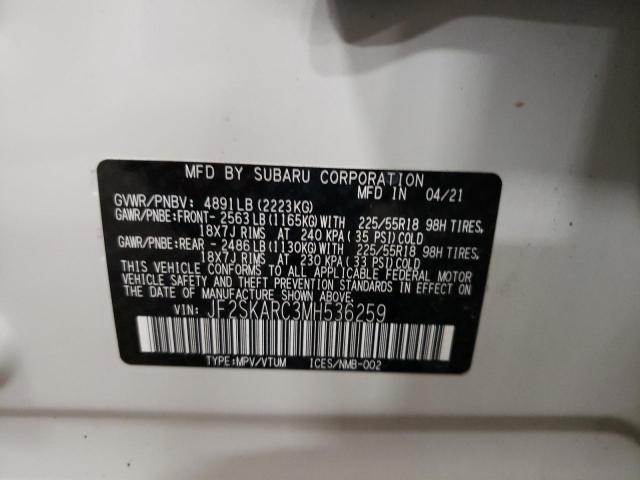 MFD BY SUBARU CORPORATION
MFD IN 04/21
GVWR/PNBV: 4891LB(2223KG)
GAWR/PNBE:FRONT- 2563LB(1165KG)WITH 225/55R18 98H TIRES,
18X7J RIMS AT 240 KPA(35 PSI)COLD
GAWR/PNBE:REAR - 2486LB(1130KG)WITH 225/55R18 98H TIRES,
18X7J RIMS AT 230 KPA(33 PSI)COLD
THIS VEHICLE CONFORMS TO ALL APPLICABLE FEDERAL MOTOR
VEHICLE SAFETY AND THEFT PREVENTION STANDARDS IN EFFECT ON
THE DATE OF MANUFACTURE SHOWN ABOVE.
VIN: JF2SKARC3MH536259
TYPE:MPV/VTUM ICES/NMB-002